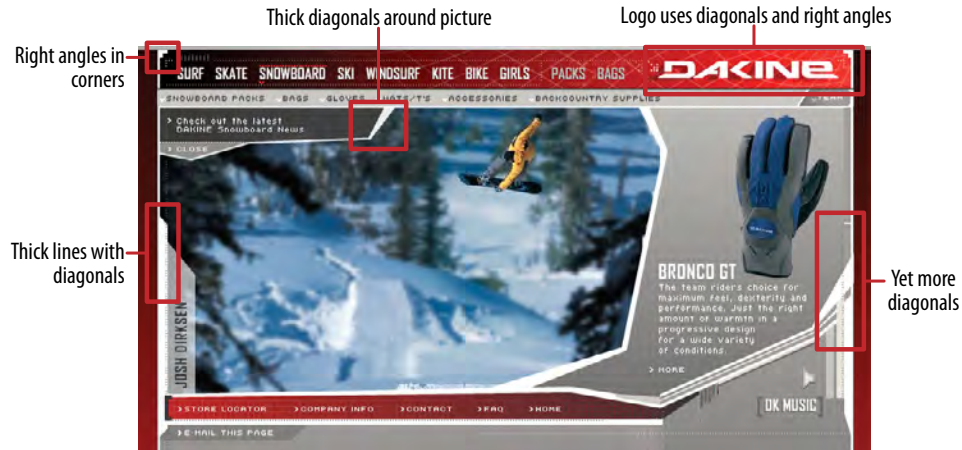 Thick diagonals around picture
Logo uses diagonals and right angles
Right angles in
corners
SURF SKATE SNOWBOARD SKI WINDSURF KITE BIKE GIRLS PACKS BAGS
DAKINE
SNOWBOARD PACKS BAGS GLOVES HATS/T'S ACCESSORIES BACKCOUNTRY SUPPLIES
TEAM
> Check out the latest
DAKINE Snowboard News
> CLOSE
Thick lines with
diagonals
JOSH DIRKSEN
DAKINE
BRONCO GT
The team riders choice for
maximum feel, dexterity and
performance. Just the right
amount of warmth in a
progressive design
for a wide variety
of conditions.
> MORE
Yet more
diagonals
[DK MUSIC]
>STORE LOCATOR >COMPANY INFO >CONTACT >FAQ >HOME
>E-MAIL THIS PAGE